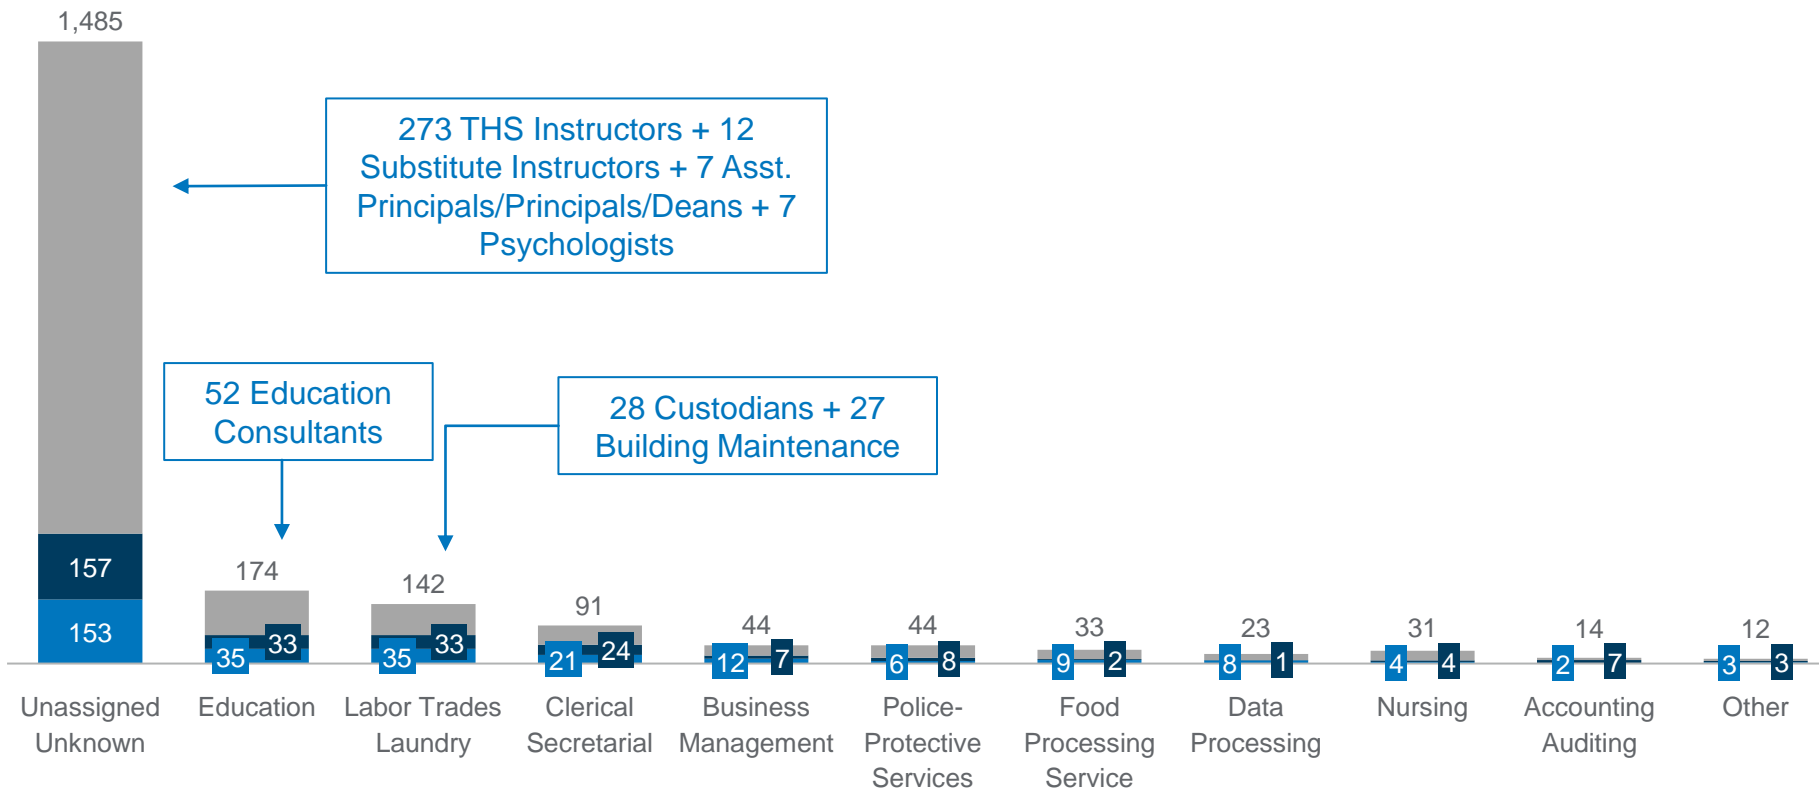 1,485
273 THS Instructors + 12
Substitute Instructors + 7 Asst.
Principals/Principals/Deans + 7
Psychologists
52 Education
Consultants
28 Custodians + 27
Building Maintenance
157
153
174
35
33
142
35
33
91
21
24
44
12
7
44
6
8
33
9
2
23
8
1
31
4
4
14
2
7
12
3
3
Unassigned
Unknown
Education
Labor Trades
Laundry
Clerical
Secretarial
Business
Management
Police-
Protective
Services
Food
Processing
Service
Data
Processing
Nursing
Accounting
Auditing
Other